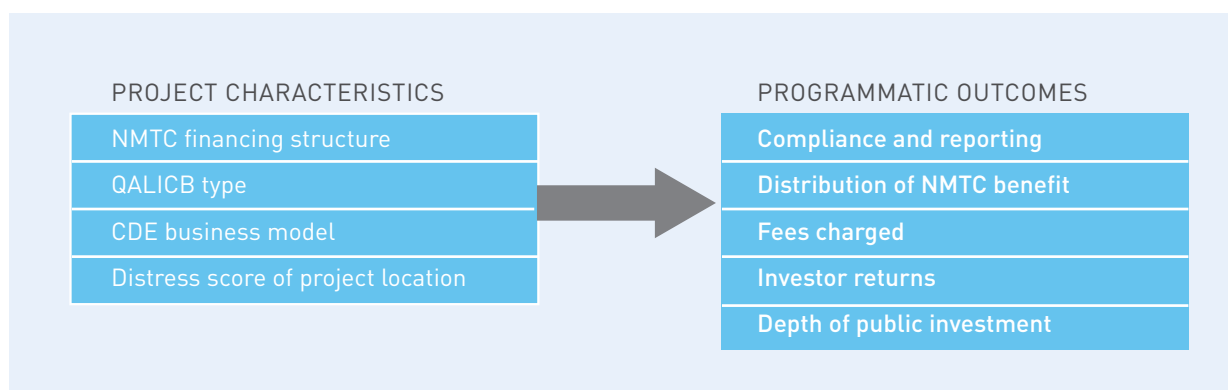 PROJECT CHARACTERISTICS
NMTC financing structure
QALICB type
CDE business model
Distress score of project location
PROGRAMMATIC OUTCOMES
Compliance and reporting
Distribution of NMTC benefit
Fees charged
Investor returns
Depth of public investment